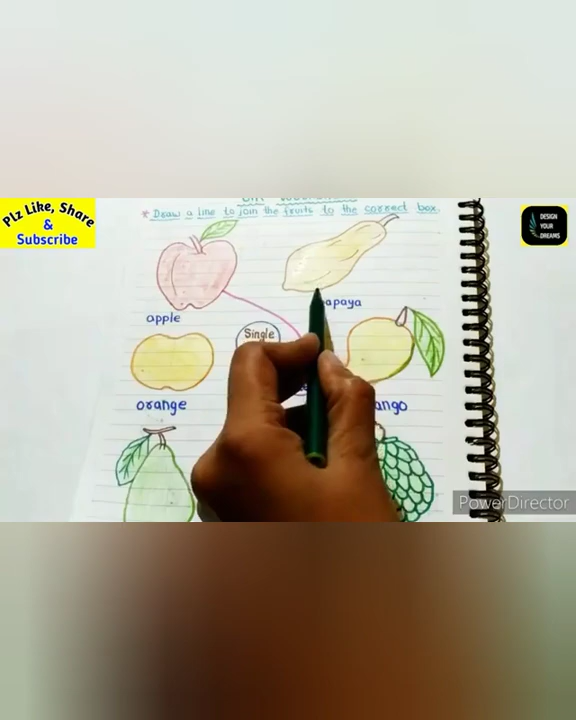 Plz Like, Share
&
Subscribe
DESIGN
YOUR
DREAMS
* Draw a line to join the fruits to the correct box.
apple
apaya
Single
orange
ango
PowerDirector